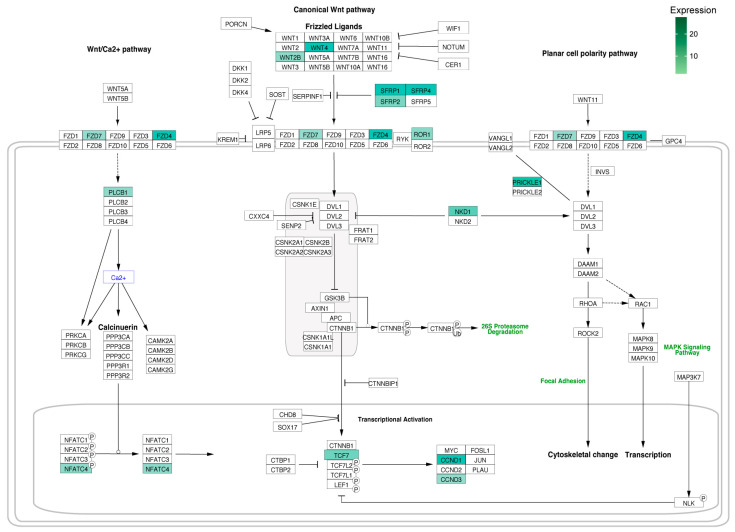 Expression
20
10
Canonical Wnt pathway
Frizzled Ligands
Wnt/Ca2+ pathway
Planar cell polarity pathway
PORCN
WNT1 WNT3A WNT6 WNT10B
WNT2 WNT4 WNT7A WNT11
WNT2B WNT5A WNT7B WNT16
WNT3 WNT5B WNT10A WNT16
WIF1
NOTUM
CER1
DKK1
DKK2
DKK4
SOST
SERPINF1
SFRP1 SFRP4
SFRP2 SFRP5
WNT5A
WNT5B
WNT11
FZD1 FZD7 FZD9 FZD3 FZD4
FZD2 FZD8 FZD10 FZD5 FZD6
KREM1
LRP5
LRP6
FZD1 FZD7 FZD9 FZD3 FZD4
FZD2 FZD8 FZD10 FZD5 FZD6
RYK
ROR1
ROR2
VANGL1
VANGL2
FZD1 FZD7 FZD9 FZD3 FZD4
FZD2 FZD8 FZD10 FZD5 FZD6
GPC4
INVS
PRICKLE1
PRICKLE2
PLCB1
PLCB2
PLCB3
PLCB4
CSNK1E
CXXC4
SENP2
DVL1
DVL2
DVL3
NKD1
NKD2
DVL1
DVL2
DVL3
FRAT1
FRAT2
CSNK2A1 CSNK2B
CSNK2A2 CSNK2A3
Ca2+
DAAM1
DAAM2
GSK3B
AXIN1
APC
CTNNB1
CTNNB1 P P
CTNNB1 P Ub
26S Proteasome
Degradation
CSNK1A1L
CSNK1A1
RHOA
RAC1
ROCK2
MAPK8
MAPK9
MAPK10
MAPK Signaling
Pathway
Calcinuerin
PRKCA
PRKCB
PRKCG
PPP3CA
PPP3CB
PPP3CC
PPP3R1
PPP3R2
CAMK2A
CAMK2B
CAMK2D
CAMK2G
CTNNBIP1
Focal Adhesion
MAP3K7
CHD8
SOX17
Transcriptional Activation
NFATC1 P
NFATC2 P
NFATC3 P
NFATC4 P
NFATC1
NFATC2
NFATC3
NFATC4
CTBP1
CTBP2
CTNNB1
TCF7
TCF7L2 P
TCF7L1 P
LEF1 P
MYC FOSL1
CCND1 JUN
CCND2 PLAU
CCND3
Cytoskeletal change
Transcription
NLK P